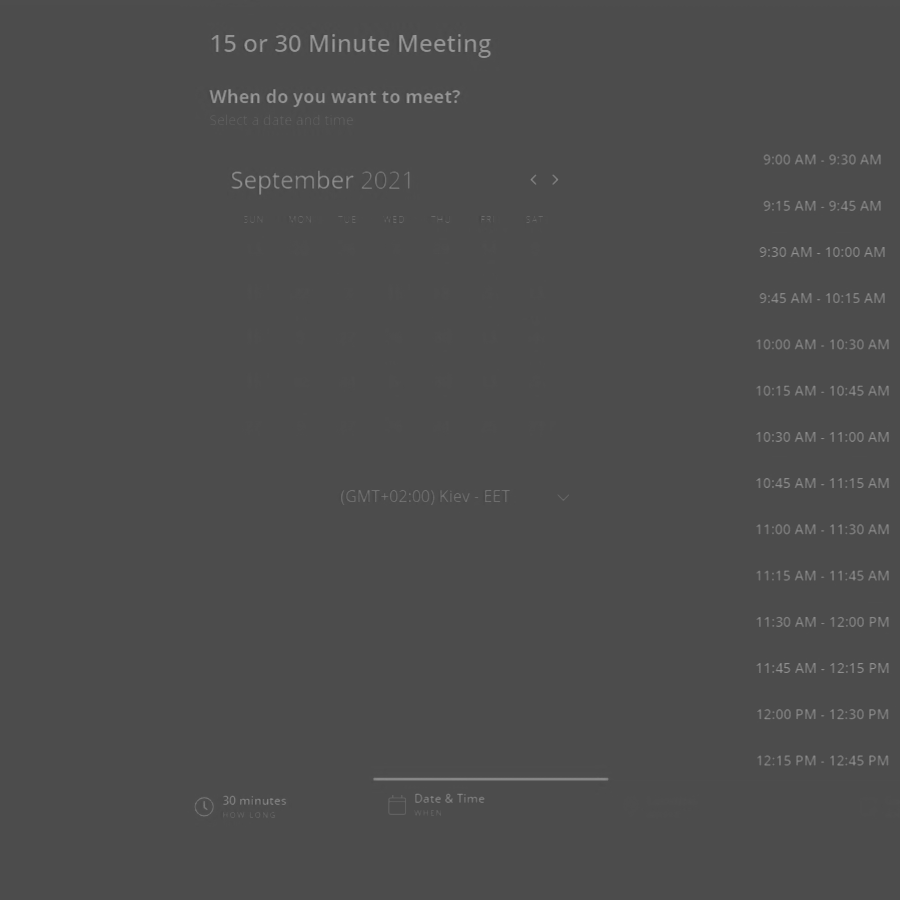 15 or 30 Minute Meeting
When do you want to meet?
Select a date and time.
September 2021
SUN MON TUE WED THU FRI SAT
(GMT+02:00) Kiev - EET
9:00 AM - 9:30 AM
9:15 AM - 9:45 AM
9:30 AM - 10:00 AM
9:45 AM - 10:15 AM
10:00 AM - 10:30 AM
10:15 AM - 10:45 AM
10:30 AM - 11:00 AM
10:45 AM - 11:15 AM
11:00 AM - 11:30 AM
11:15 AM - 11:45 AM
11:30 AM - 12:00 PM
11:45 AM - 12:15 PM
12:00 PM - 12:30 PM
12:15 PM - 12:45 PM
30 minutes
HOW LONG
Date & Time
WHEN